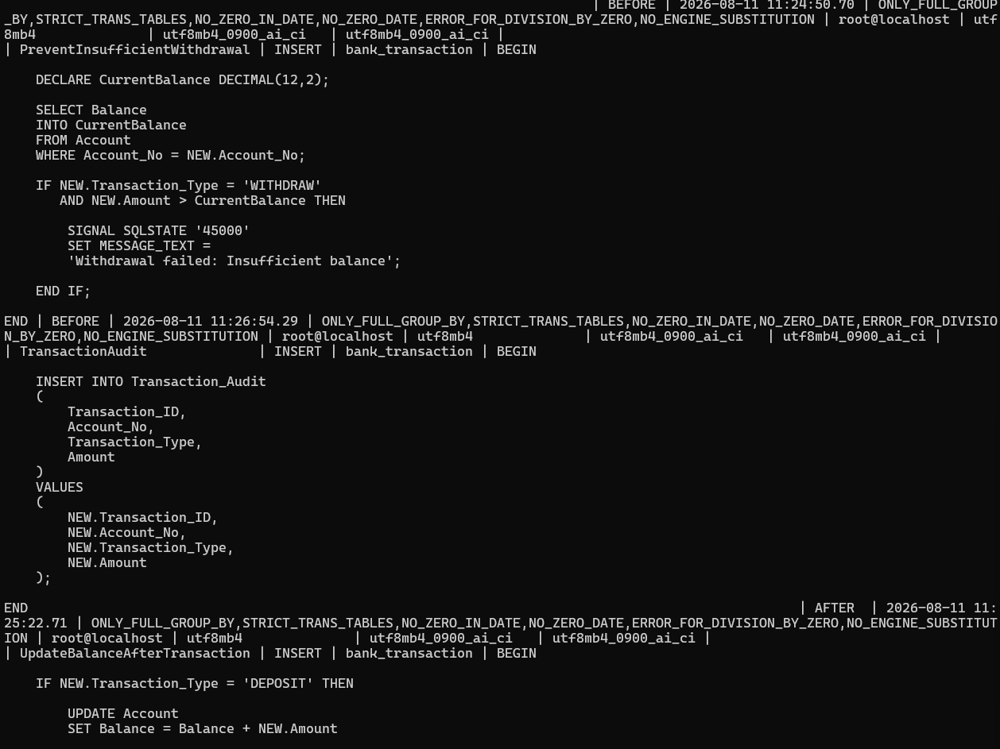 | BEFORE | 2026-08-11 11:24:50.70 | ONLY_FULL_GROUP
_BY,STRICT_TRANS_TABLES,NO_ZERO_IN_DATE,NO_ZERO_DATE,ERROR_FOR_DIVISION_BY_ZERO,NO_ENGINE_SUBSTITUTION | root@localhost | utf
8mb4              | utf8mb4_0900_ai_ci   | utf8mb4_0900_ai_ci |
| PreventInsufficientWithdrawal | INSERT | bank_transaction | BEGIN

    DECLARE CurrentBalance DECIMAL(12,2);

    SELECT Balance
    INTO CurrentBalance
    FROM Account
    WHERE Account_No = NEW.Account_No;

    IF NEW.Transaction_Type = 'WITHDRAW'
       AND NEW.Amount > CurrentBalance THEN

        SIGNAL SQLSTATE '45000'
        SET MESSAGE_TEXT =
        'Withdrawal failed: Insufficient balance';

    END IF;

END | BEFORE | 2026-08-11 11:26:54.29 | ONLY_FULL_GROUP_BY,STRICT_TRANS_TABLES,NO_ZERO_IN_DATE,NO_ZERO_DATE,ERROR_FOR_DIVISIO
N_BY_ZERO,NO_ENGINE_SUBSTITUTION | root@localhost | utf8mb4              | utf8mb4_0900_ai_ci   | utf8mb4_0900_ai_ci |
| TransactionAudit              | INSERT | bank_transaction | BEGIN

    INSERT INTO Transaction_Audit
    (
        Transaction_ID,
        Account_No,
        Transaction_Type,
        Amount
    )
    VALUES
    (
        NEW.Transaction_ID,
        NEW.Account_No,
        NEW.Transaction_Type,
        NEW.Amount
    );

END                                                                                                 | AFTER  | 2026-08-11 11:
25:22.71 | ONLY_FULL_GROUP_BY,STRICT_TRANS_TABLES,NO_ZERO_IN_DATE,NO_ZERO_DATE,ERROR_FOR_DIVISION_BY_ZERO,NO_ENGINE_SUBSTITUT
ION | root@localhost | utf8mb4              | utf8mb4_0900_ai_ci   | utf8mb4_0900_ai_ci |
| UpdateBalanceAfterTransaction | INSERT | bank_transaction | BEGIN

    IF NEW.Transaction_Type = 'DEPOSIT' THEN

        UPDATE Account
        SET Balance = Balance + NEW.Amount